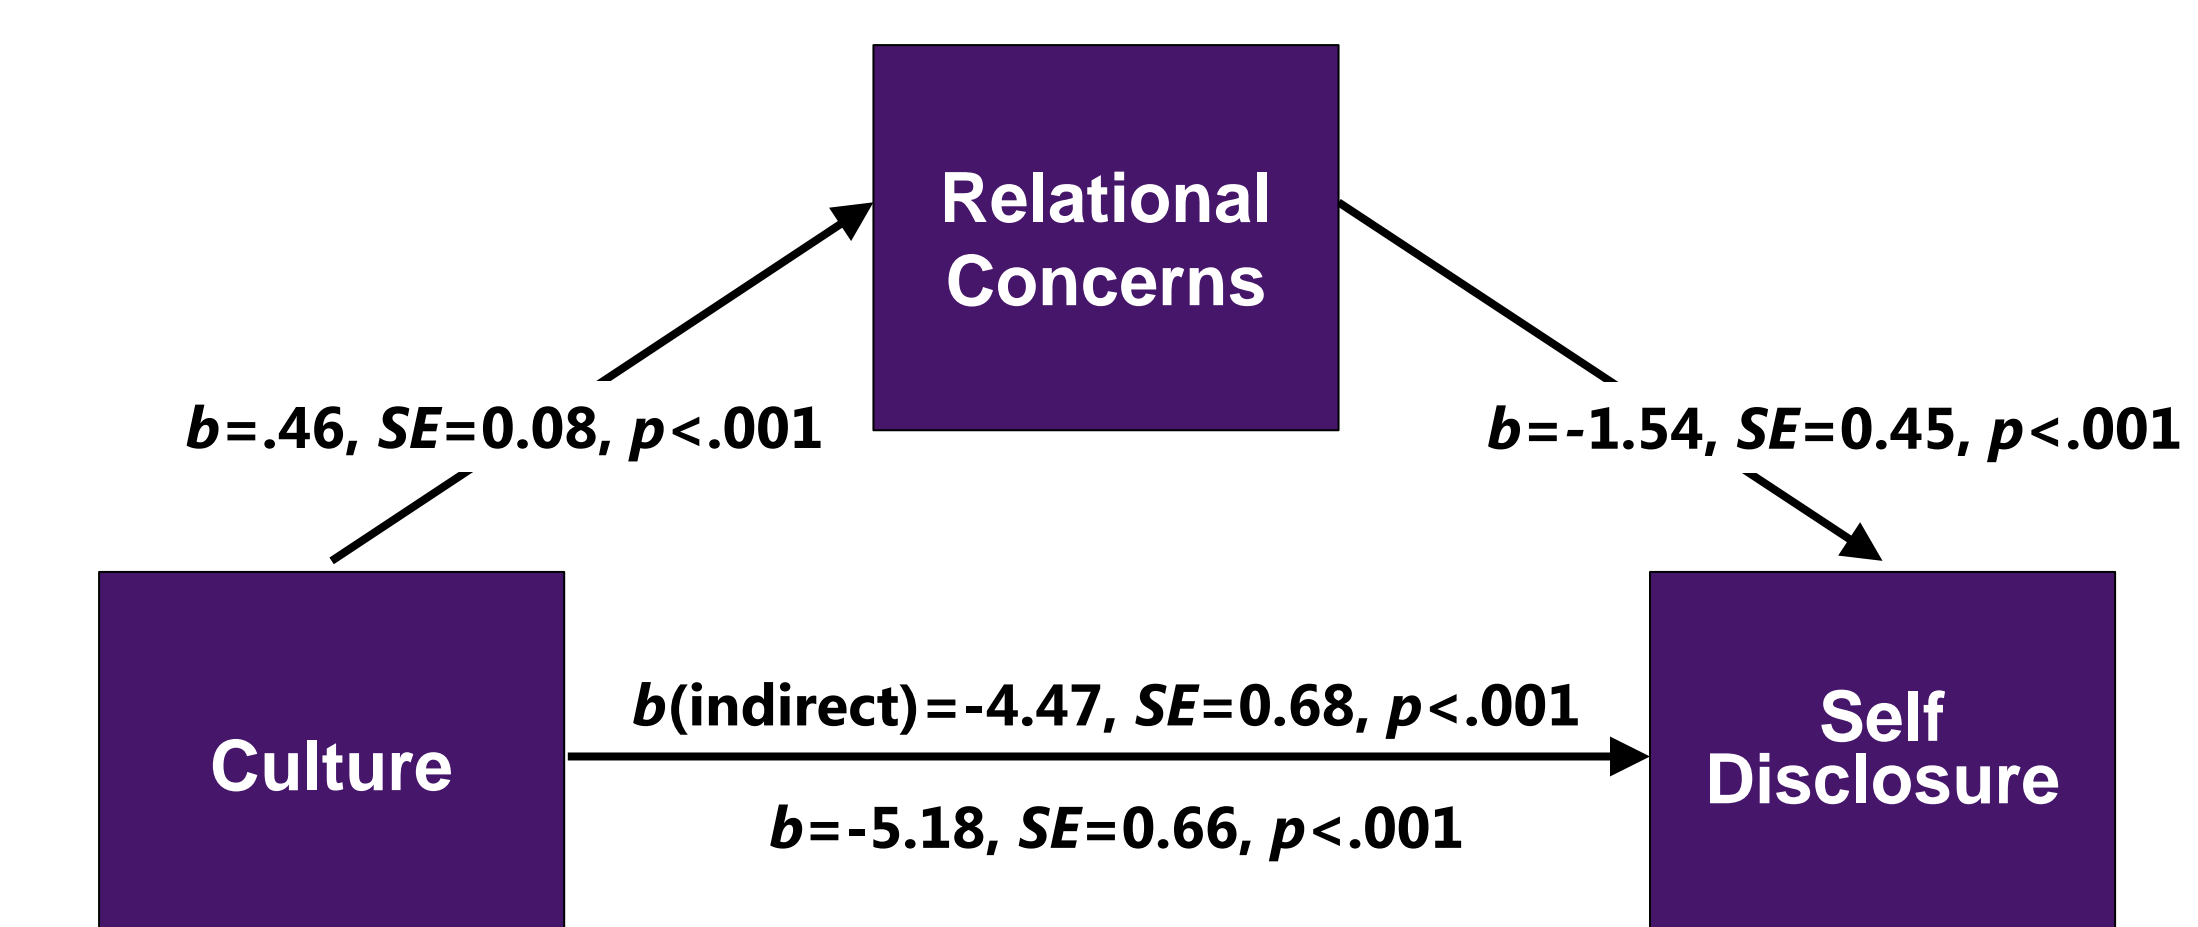 Relational
Concerns
b=.46, SE=0.08, p<.001
b=-1.54, SE=0.45, p<.001
b(indirect)=-4.47, SE=0.68, p<.001
Culture
Self
Disclosure
b=-5.18, SE=0.66, p<.001